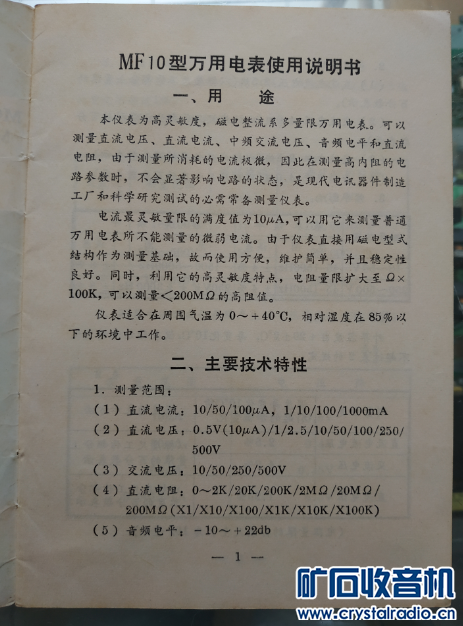 MF10型万用电表使用说明书
一、用　途
本仪表为高灵敏度，磁电整流系多量限万用电表。可以
测量直流电压、直流电流、中频交流电压、音频电平和直流
电阻，由于测量所消耗的电流极微，因此在测量高内阻的电
路参数时，不会显著影响电路的状态，是现代电讯器件制造
工厂和科学研究测试的必需常备测量仪表。
电流最灵敏量限的满度值为10μA，可以用它来测量普通
万用电表所不能测量的微弱电流。由于仪表直接用磁电型式
结构作为测量基础，故而使用方便，维护简单，并且稳定性
良好。同时，利用它的高灵敏度特点，电阻量限扩大至Ω×
100K，可以测量<200MΩ的高阻值。
仪表适合在周围气温为0～+40℃，相对湿度在85%以
下的环境中工作。
二、主要技术特性
1．测量范围：
(1) 直流电流：10/50/100μA，1/10/100/1000mA
(2) 直流电压：0.5V(10μA)/1/2.5/10/50/100/250/
500V
(3) 交流电压：10/50/250/500V
(4) 直流电阻：0～2K/20K/200K/2MΩ/20MΩ/
200MΩ(X1/X10/X100/X1K/X10K/X100K)
(5) 音频电平：-10～+22db
— 1 —
矿石收音机
www.crystalradio.cn